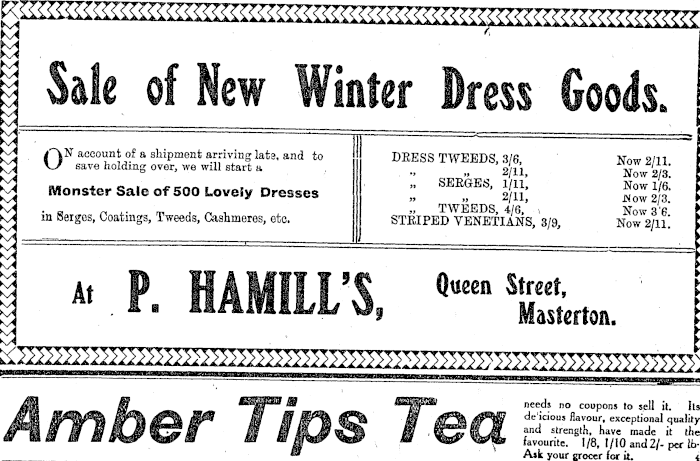 Sale of New Winter Dress Goods.
ON account of a shipment arriving late, and to
save holding over, we will start a
Monster Sale of 500 Lovely Dresses
in Serges, Coatings, Tweeds, Cashmeres, etc.
DRESS TWEEDS, 3/6, Now 2/11.
„ „ 2/11, Now 2/3.
„ SERGES, 1/11, Now 1/6.
„ „ 2/11, Now 2/3.
„ TWEEDS, 4/6, Now 3/6.
STRIPED VENETIANS, 3/9, Now 2/11.
At P. HAMILL'S, Queen Street,
Masterton.
Amber Tips Tea
needs no coupons to sell it. Its
delicious flavour, exceptional quality
and strength, have made it the
favourite. 1/8, 1/10 and 2/- per lb.
Ask your grocer for it.